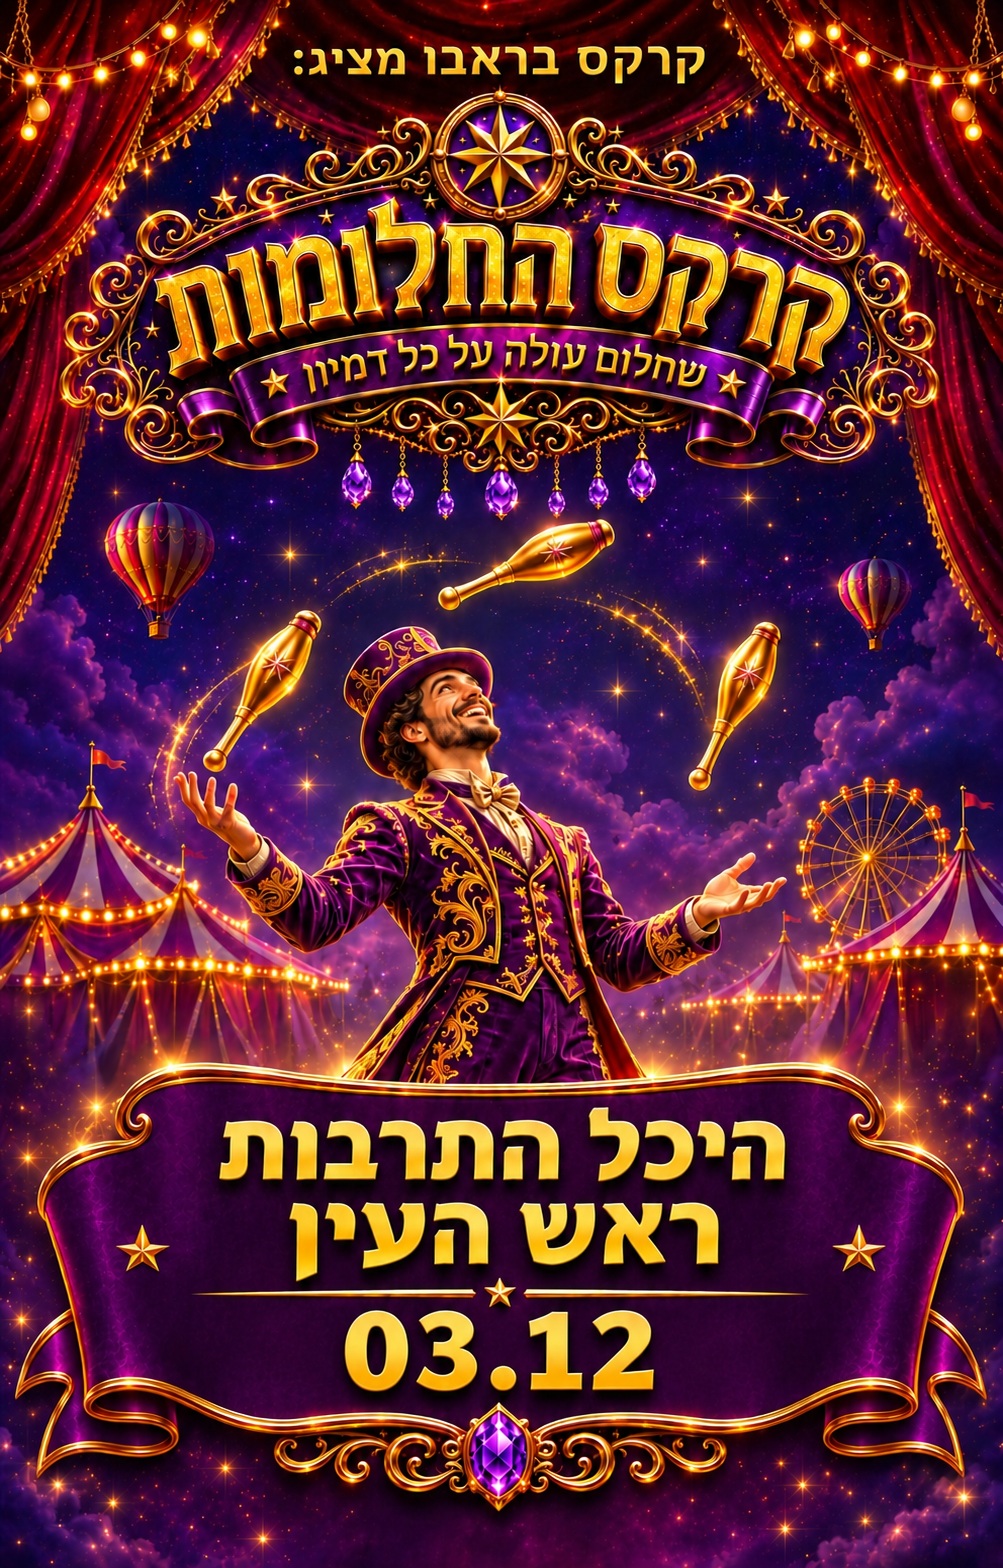 קרקס בראבו מציג:
קרקס החלומות
שחלום עולה על כל דמיון
היכל התרבות
ראש העין
03.12